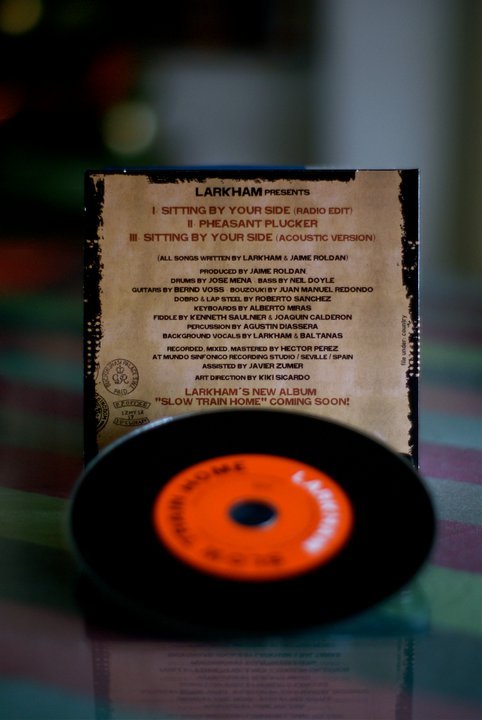 LARKHAM PRESENTS
I- SITTING BY YOUR SIDE (RADIO EDIT)
II- PHEASANT PLUCKER
III- SITTING BY YOUR SIDE (ACOUSTIC VERSION)
(ALL SONGS WRITTEN BY LARKHAM & JAIME ROLDAN)
PRODUCED BY JAIME ROLDAN
DRUMS BY JOSE MENA . BASS BY NEIL DOYLE
GUITARS BY BERND VOSS . BOUZOUKI BY JUAN MANUEL REDONDO
DOBRO & LAP STEEL BY ROBERTO SANCHEZ
KEYBOARDS BY ALBERTO MIRAS
FIDDLE BY KENNETH SAULNIER & JOAQUIN CALDERON
PERCUSSION BY AGUSTIN DIASSERA
BACKGROUND VOCALS BY LARKHAM & BALTANAS
RECORDED, MIXED, MASTERED BY HECTOR PEREZ
AT MUNDO SINFONICO RECORDING STUDIO / SEVILLE / SPAIN
ASSISTED BY JAVIER ZUMER
ART DIRECTION BY KIKI SICARDO
LARKHAM´S NEW ALBUM
"SLOW TRAIN HOME" COMING SOON!
file under: country
LARKHAM
SLOW TRAIN HOME